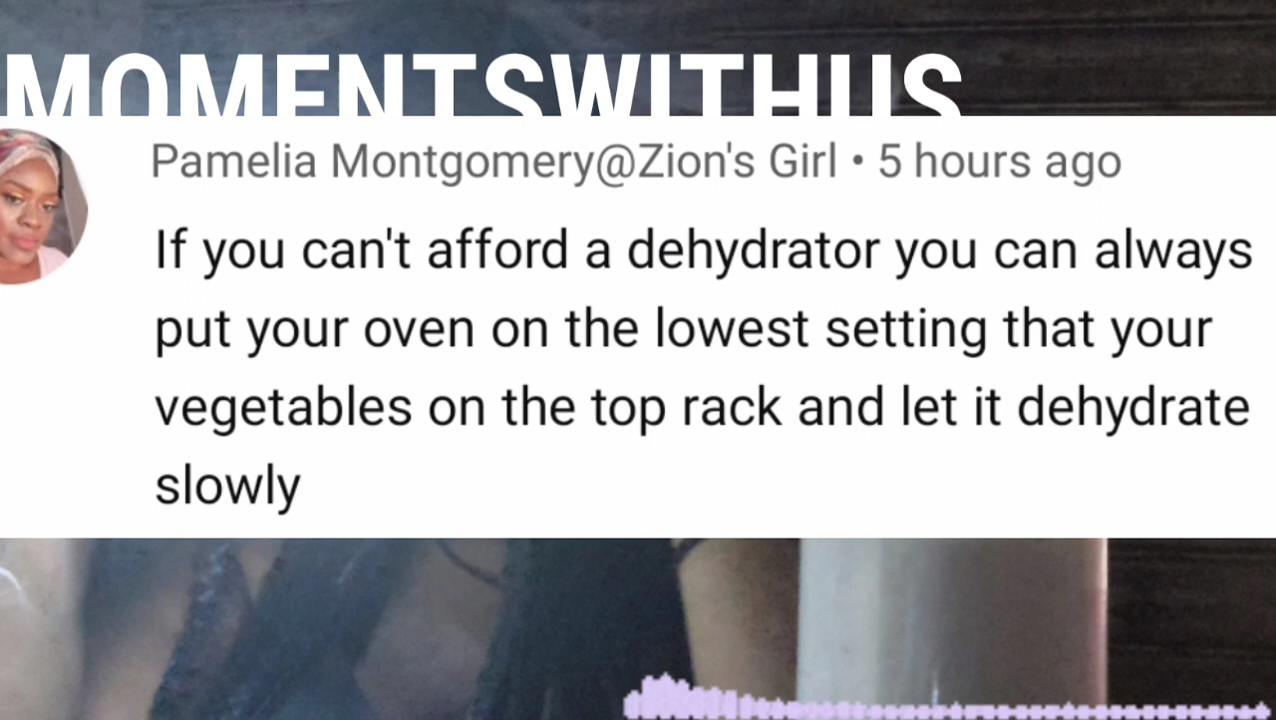 MOMENTSWITHUS
Pamelia Montgomery@Zion's Girl • 5 hours ago
If you can't afford a dehydrator you can always
put your oven on the lowest setting that your
vegetables on the top rack and let it dehydrate
slowly